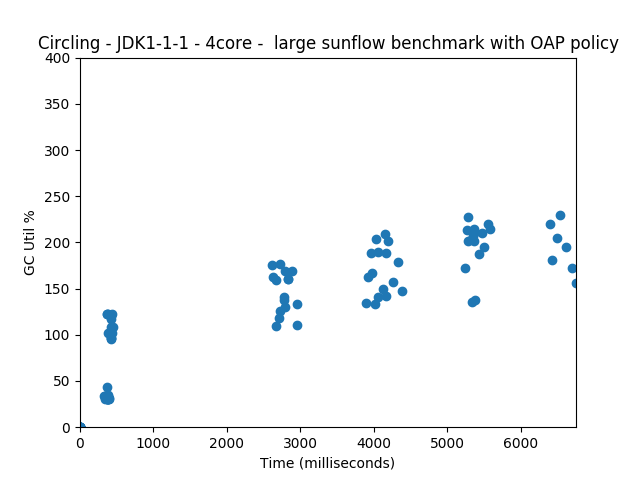 Circling - JDK1-1-1 - 4core -  large sunflow benchmark with OAP policy
400
350
300
250
200
150
100
50
0
GC Util %
0 1000 2000 3000 4000 5000 6000
Time (milliseconds)